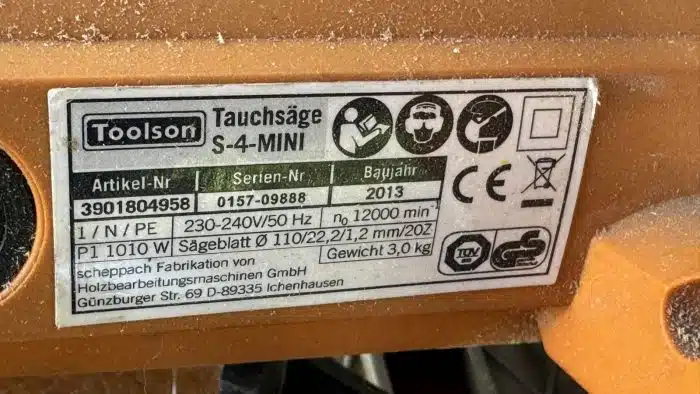 Toolson
Tauchsäge
S-4-MINI
Artikel-Nr Serien-Nr Baujahr
3901804958 0157-09888 2013
1 / N / PE 230-240V/50 Hz n0 12000 min-1
P1 1010 W Sägeblatt Ø 110/22,2/1,2 mm/20Z
Gewicht 3,0 kg
scheppach Fabrikation von
Holzbearbeitungsmaschinen GmbH
Günzburger Str. 69 D-89335 Ichenhausen
CE
TÜV
GS